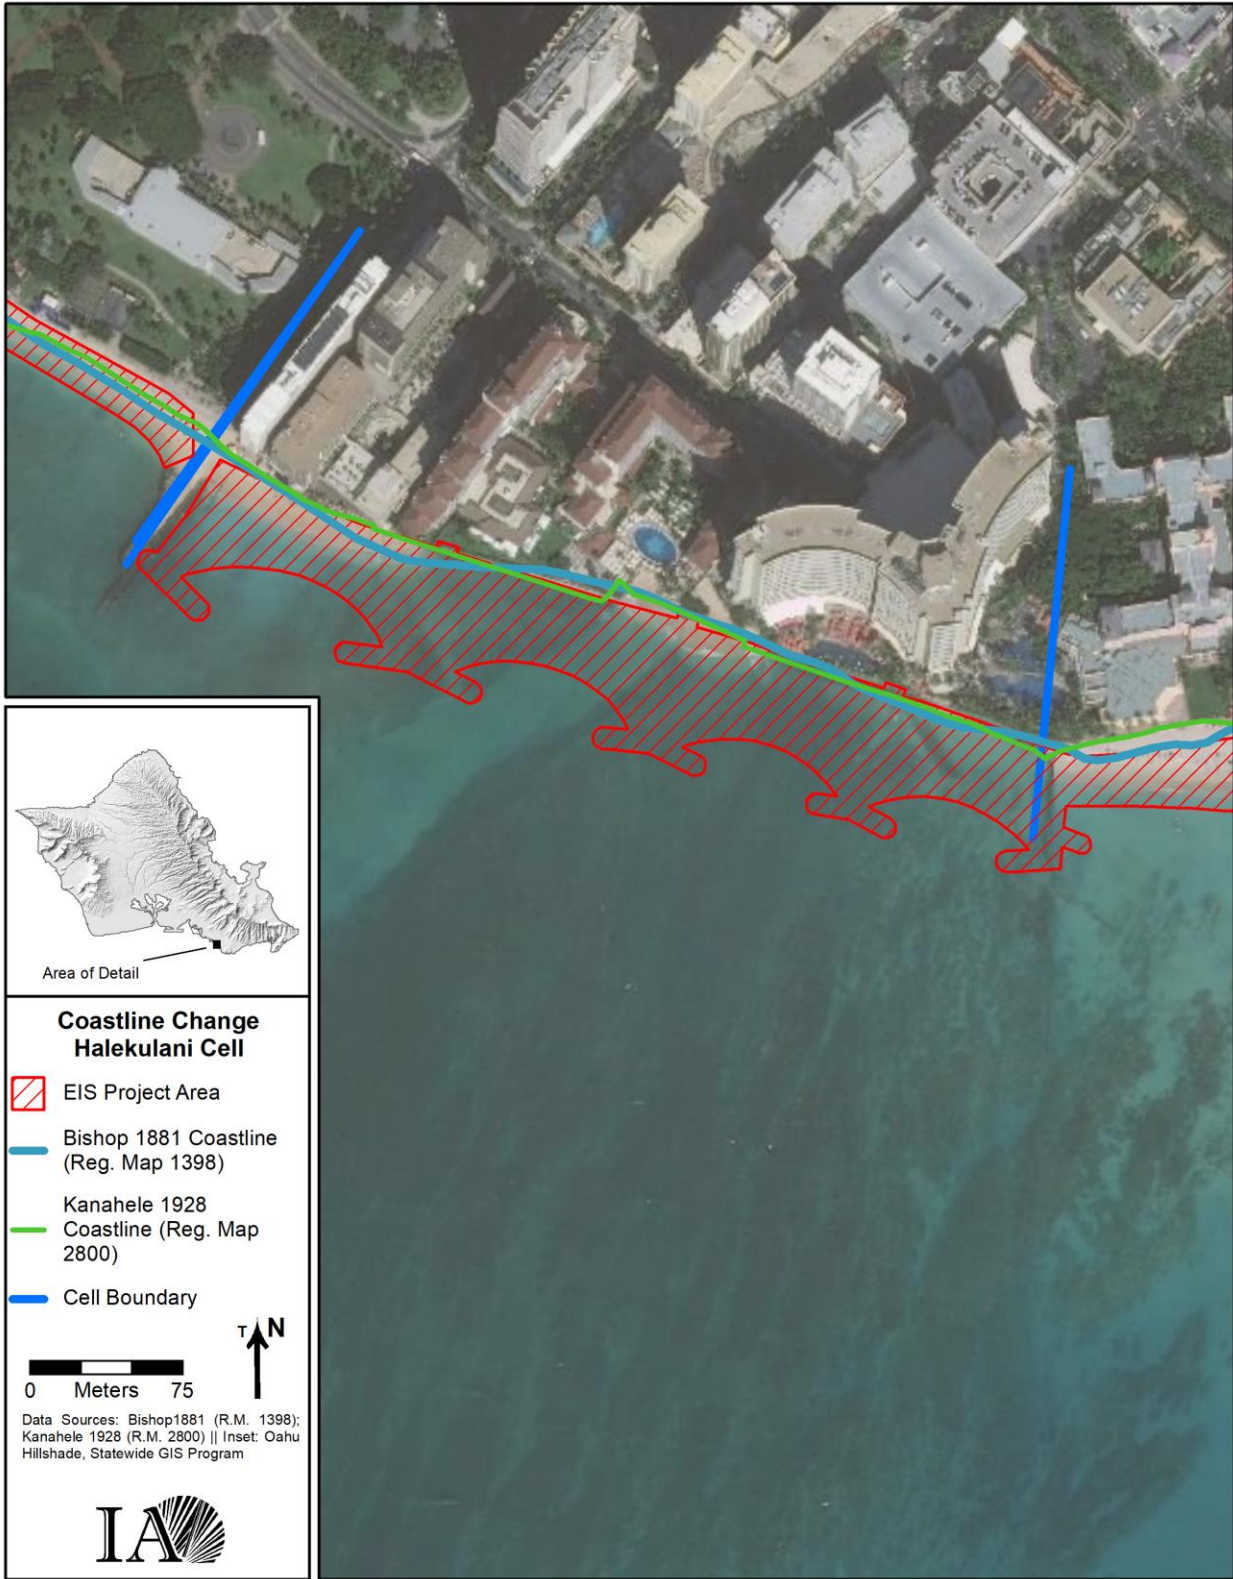 Area of Detail
Coastline Change
Halekulani Cell
EIS Project Area
Bishop 1881 Coastline
(Reg. Map 1398)
Kanahele 1928
Coastline (Reg. Map
2800)
Cell Boundary
T N
0 Meters 75
Data Sources: Bishop1881 (R.M. 1398);
Kanahele 1928 (R.M. 2800) || Inset: Oahu
Hillshade, Statewide GIS Program
IA